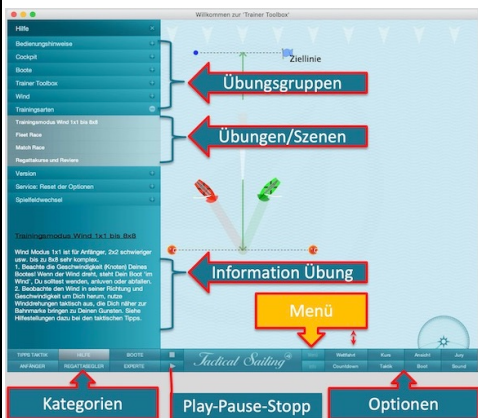 Willkommen zur 'Trainer Toolbox'
Hilfe
Bedienungshinweise
Cockpit
Boote
Trainer Toolbox
Wind
Trainingsarten
Trainingsmodus Wind 1x1 bis 8x8
Fleet Race
Match Race
Regattakurse und Reviere
Version
Service: Reset der Optionen
Spielfeldwechsel
Ziellinie
Übungsgruppen
Übungen/Szenen
Trainingsmodus Wind 1x1 bis 8x8
Wind Modus 1x1 ist für Anfänger, 2x2 schwieriger
usw. bis zu 8x8 sehr komplex.
1. Beachte die Geschwindigkeit (Knoten) Deines
Bootes! Wenn der Wind dreht, steht Dein Boot "im
Wind", Du solltest wenden, anluven oder abfallen.
2. Beobachte den Wind in seiner Richtung und
Geschwindigkeit um Dich herum, nutze
Winddrehungen taktisch aus, die Dich näher zur
Bahnmarke bringen zu Deinen Gunsten. Siehe
Hilfestellungen dazu bei den taktischen Tipps.
Information Übung
Menü
TIPPS TAKTIK
HILFE
BOOTE
ANFÄNGER
REGATTASEGLER
EXPERTE
Tactical Sailing
Wettfahrt
Kurs
Ansicht
Jury
Countdown
Taktik
Boot
Sound
Kategorien
Play-Pause-Stopp
Optionen